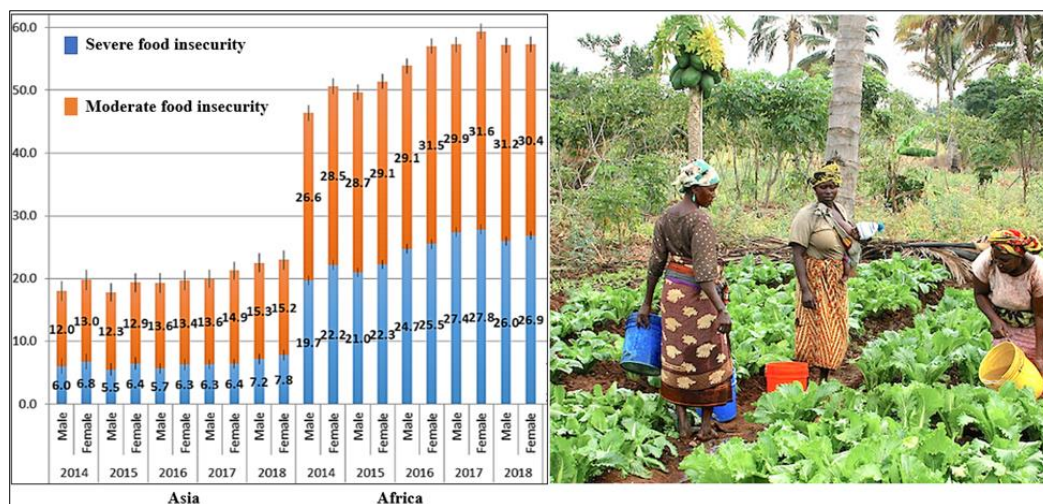 60.0
50.0
40.0
30.0
20.0
10.0
0.0
Severe food insecurity
Moderate food insecurity
12.0 13.0 12.3 12.9 13.6 13.4 13.6 14.9 15.3 15.2 26.6 28.5 28.7 29.1 29.1 31.5 29.9 31.6 31.2 30.4
6.0 6.8 5.5 6.4 5.7 6.3 6.3 6.4 7.2 7.8 19.7 22.2 21.0 22.3 24.7 25.5 27.4 27.8 26.0 26.9
Male Female Male Female Male Female Male Female Male Female Male Female Male Female Male Female Male Female Male Female
2014 2015 2016 2017 2018 2014 2015 2016 2017 2018
Asia Africa